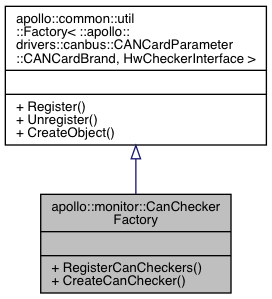 apollo::common::util
::Factory< ::apollo::
drivers::canbus::CANCardParameter
::CANCardBrand, HwCheckerInterface >
+ Register()
+ Unregister()
+ CreateObject()
apollo::monitor::CanChecker
Factory
+ RegisterCanCheckers()
+ CreateCanChecker()